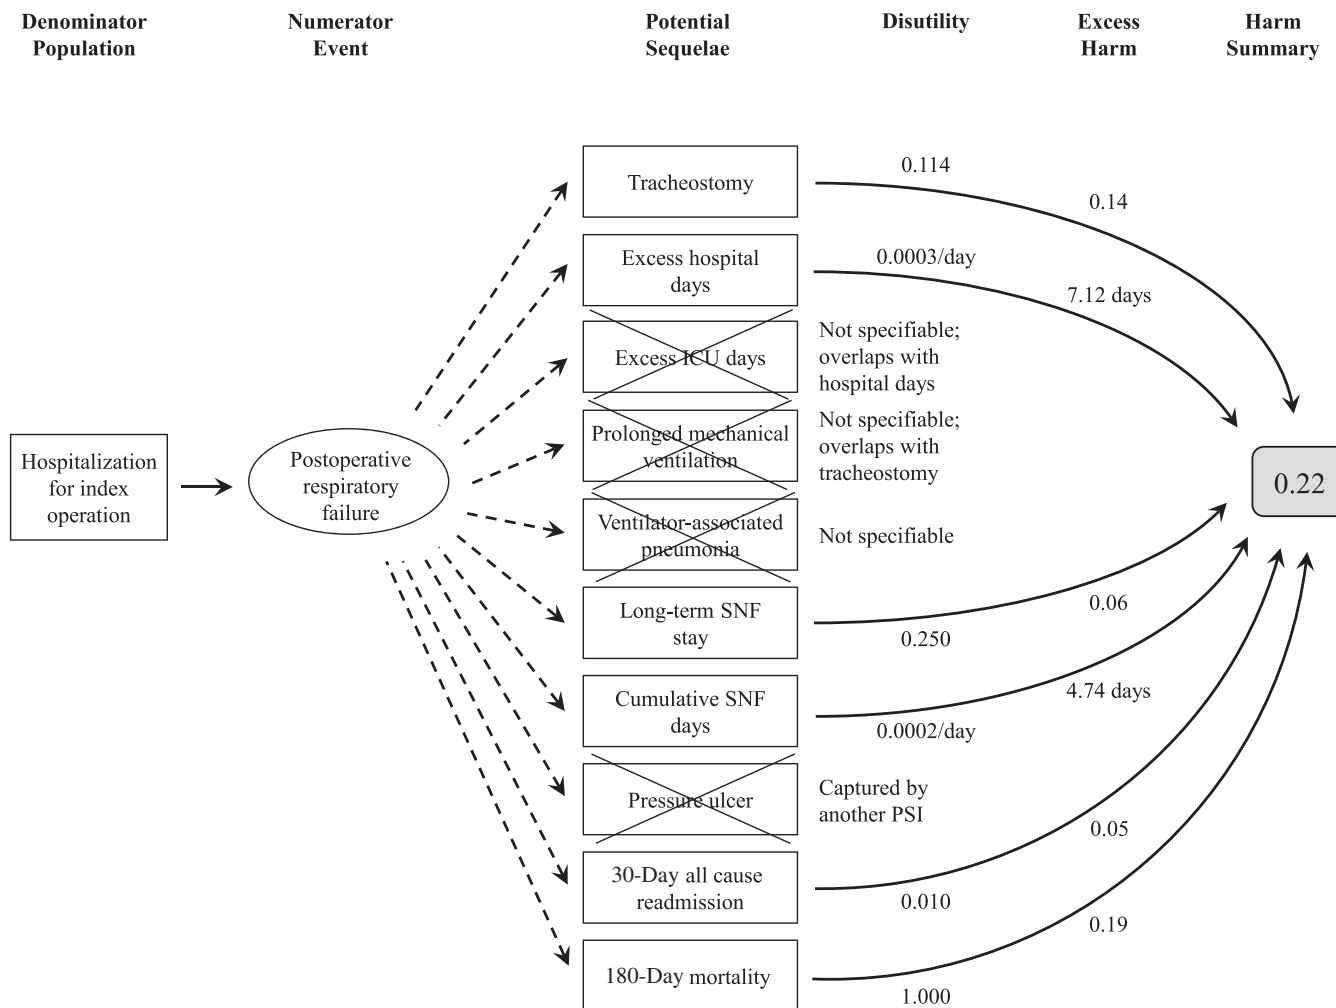 Denominator
Population
Numerator
Event
Potential
Sequelae
Disutility
Excess
Harm
Harm
Summary
Hospitalization
for index
operation
Postoperative
respiratory
failure
Tracheostomy
0.114
0.14
Excess hospital
days
0.0003/day
7.12 days
Excess ICU days
Not specifiable;
overlaps with
hospital days
Prolonged mechanical
ventilation
Not specifiable;
overlaps with
tracheostomy
Ventilator-associated
pneumonia
Not specifiable
Long-term SNF
stay
0.250
0.06
Cumulative SNF
days
0.0002/day
4.74 days
Pressure ulcer
Captured by
another PSI
30-Day all cause
readmission
0.010
0.05
180-Day mortality
1.000
0.19
0.22